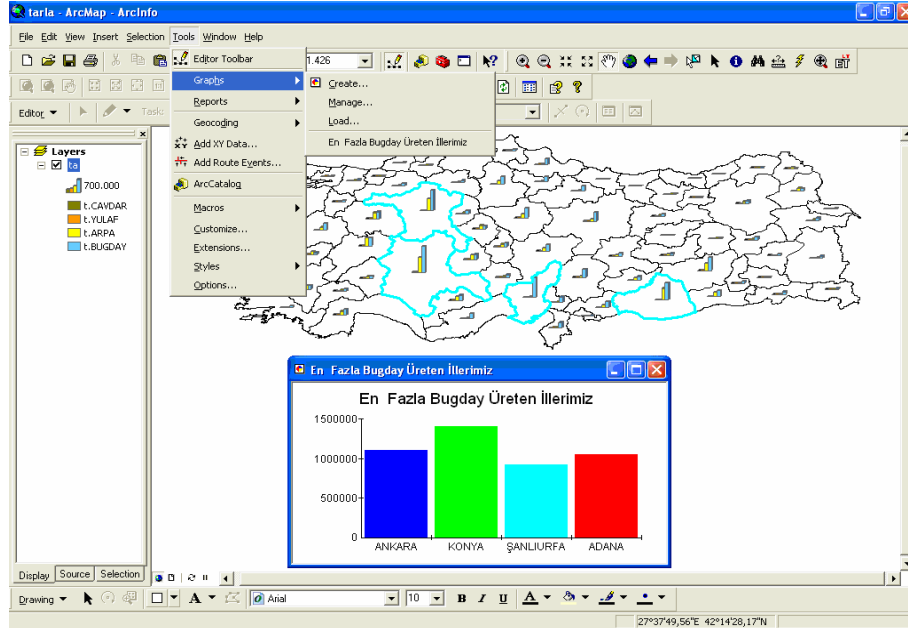 tarla - ArcMap - ArcInfo
File Edit View Insert Selection Tools Window Help
1.426
Editor Task:
Editor Toolbar
Graphs
Reports
Geocoding
Add XY Data...
Add Route Events...
ArcCatalog
Macros
Customize...
Extensions...
Styles
Options...
Create...
Manage...
Load...
En Fazla Bugday Üreten İllerimiz
Layers
ta
700.000
t.CAVDAR
t.YULAF
t.ARPA
t.BUGDAY
En Fazla Bugday Üreten İllerimiz
En Fazla Bugday Üreten İllerimiz
1500000
1000000
500000
0
ANKARA KONYA ŞANLIURFA ADANA
Display Source Selection
Drawing A Arial 10 B I U A
27°37'49,56"E 42°14'28,17"N